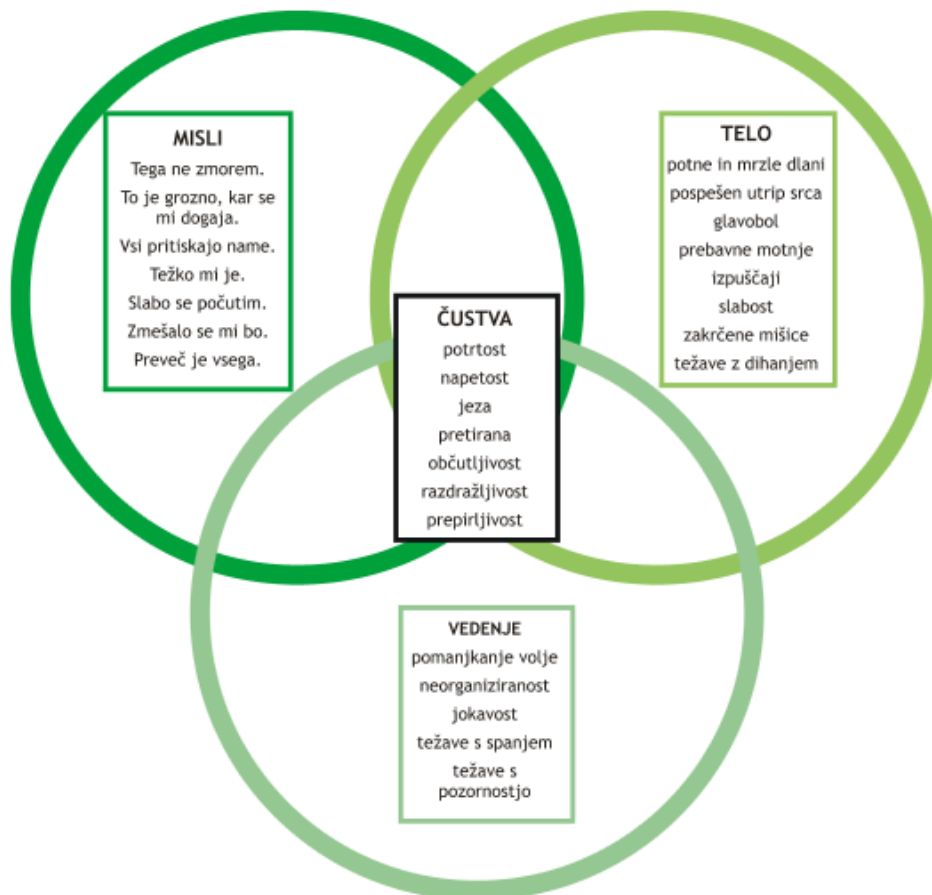 MISLI
Tega ne zmorem.
To je grozno, kar se
mi dogaja.
Vsi pritiskajo name.
Težko mi je.
Slabo se počutim.
Zmešalo se mi bo.
Preveč je vsega.
TELO
potne in mrzle dlani
pospešen utrip srca
glavobol
prebavne motnje
izpuščaji
slabost
zakrčene mišice
težave z dihanjem
ČUSTVA
potrtost
napetost
jeza
pretirana
občutljivost
razdražljivost
prepirljivost
VEDENJE
pomanjkanje volje
neorganiziranost
jokavost
težave s spanjem
težave s
pozornostjo